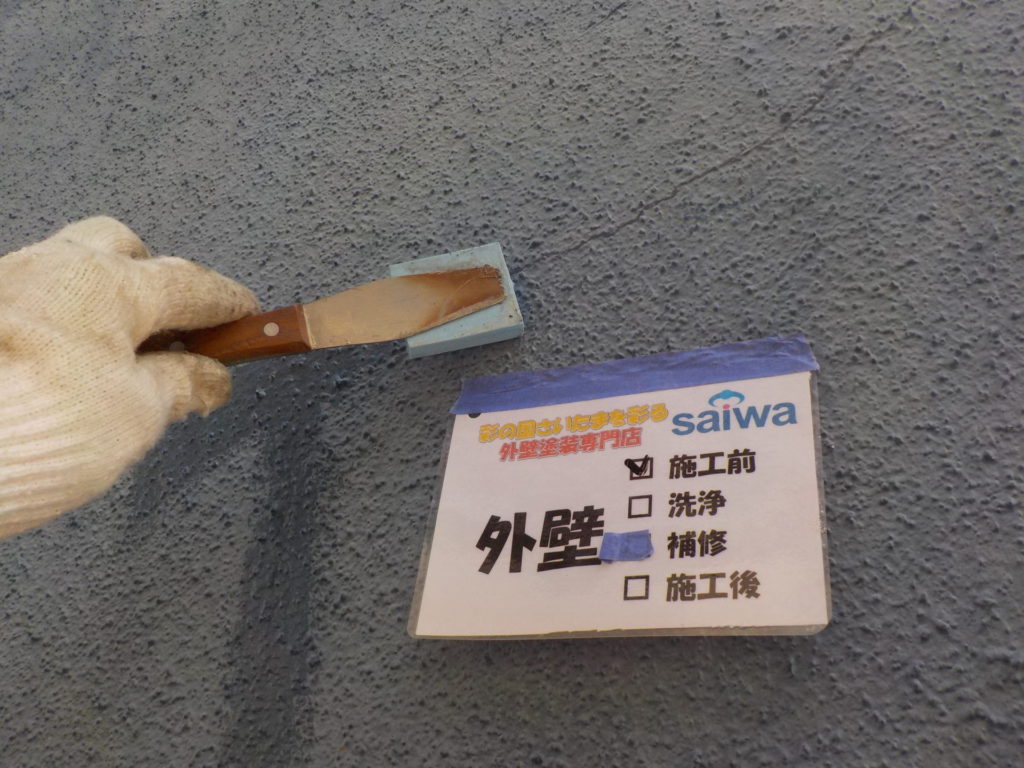 彩の国さいたまを彩る
外壁塗装専門店
saiwa
外壁
施工前
洗浄
補修
施工後